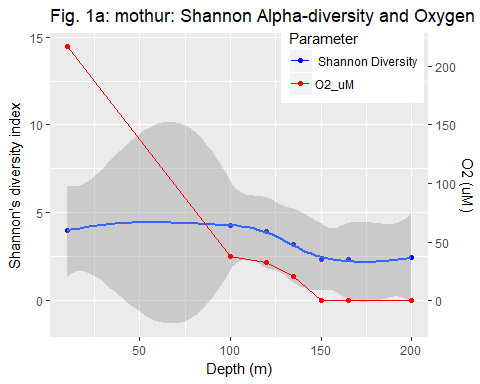 Fig. 1a: mothur: Shannon Alpha-diversity and Oxygen
Parameter
Shannon Diversity
O2_uM
15
10
5
0
Shannon's diversity index
200
150
100
50
0
O2 (uM)
50
100
150
200
Depth (m)